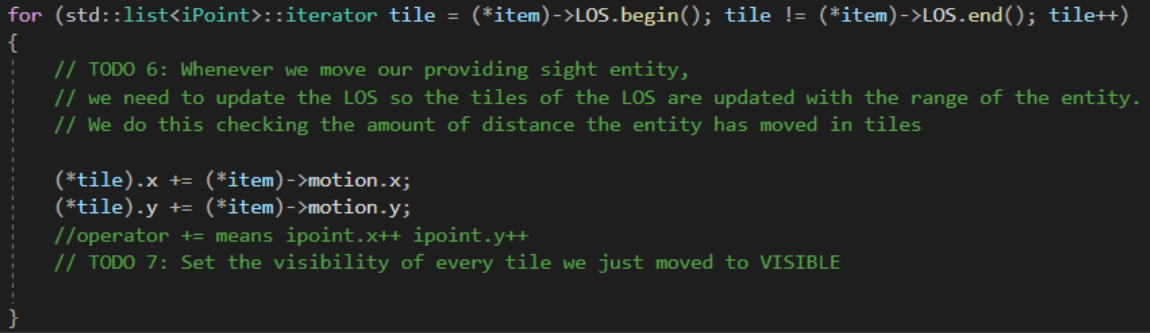 for (std::list<iPoint>::iterator tile = (*item)->LOS.begin(); tile != (*item)->LOS.end(); tile++)
{
// TODO 6: Whenever we move our providing sight entity,
// we need to update the LOS so the tiles of the LOS are updated with the range of the entity.
// We do this checking the amount of distance the entity has moved in tiles
(*tile).x += (*item)->motion.x;
(*tile).y += (*item)->motion.y;
//operator += means ipoint.x++ ipoint.y++
// TODO 7: Set the visibility of every tile we just moved to VISIBLE
}